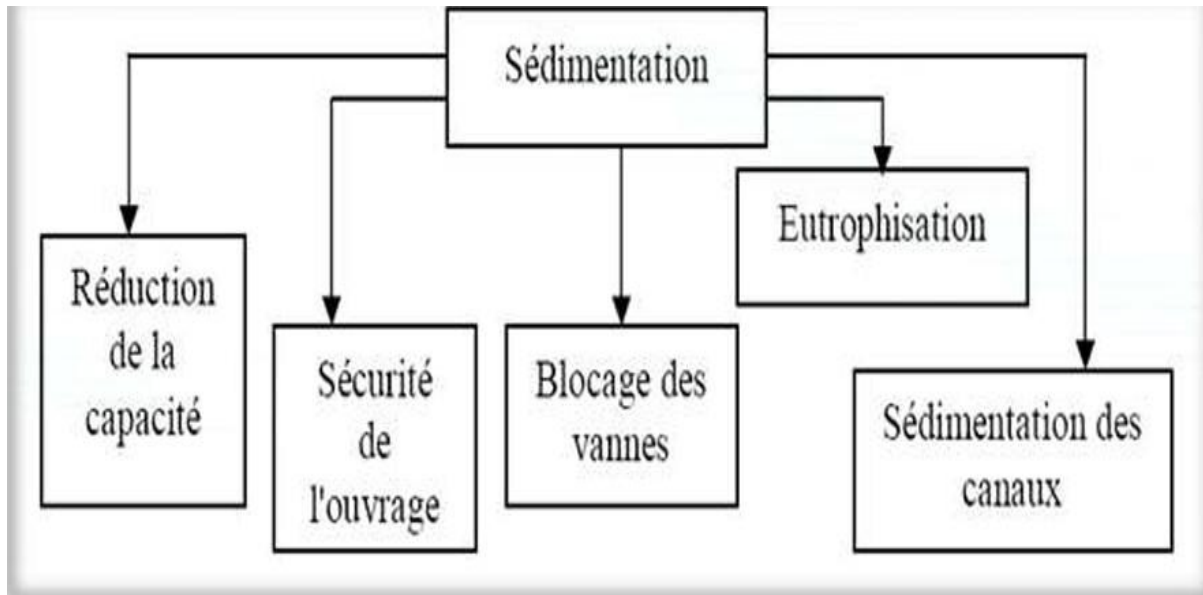 Sédimentation
Réduction
de la
capacité
Sécurité
de
l'ouvrage
Blocage des
vannes
Eutrophisation
Sédimentation des
canaux